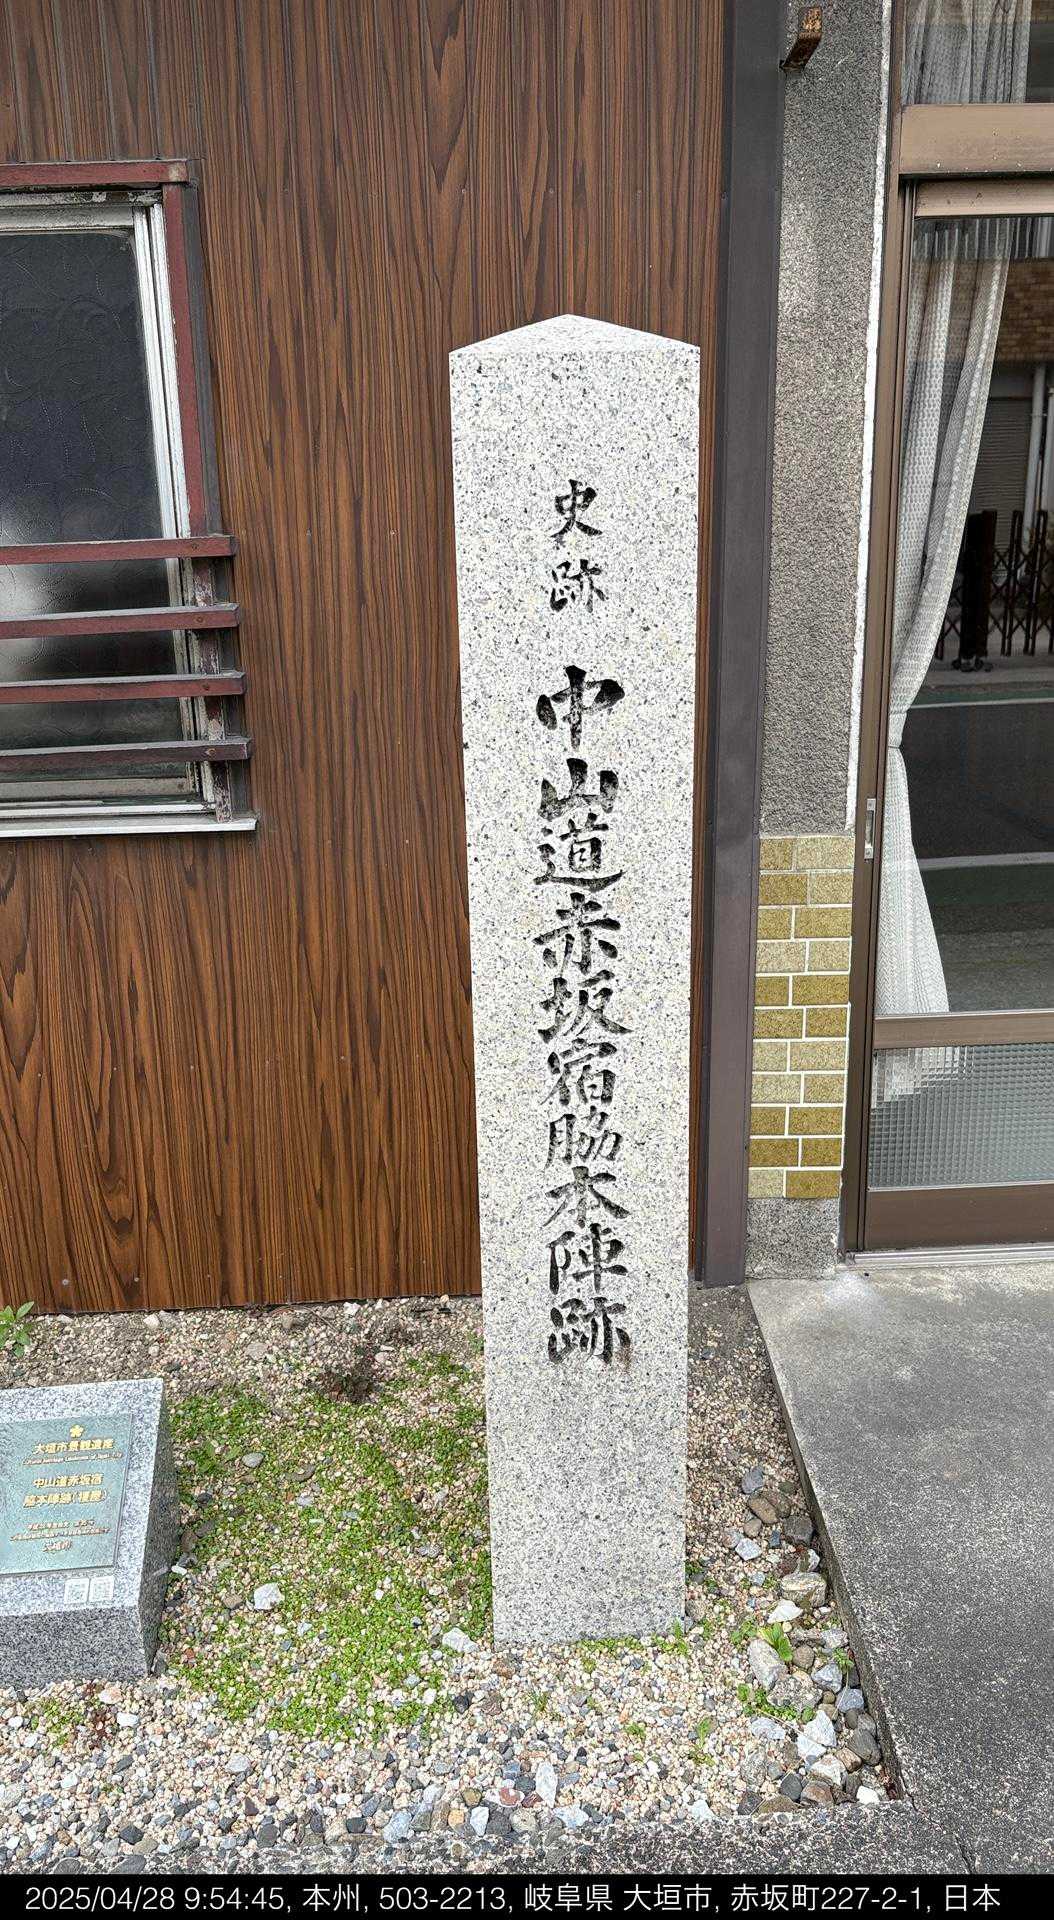 史跡 中山道赤坂宿脇本陣跡
大垣市景観遺産
中山道赤坂宿
脇本陣跡(榎屋)
大垣市
2025/04/28 9:54:45, 本州, 503-2213, 岐阜県 大垣市, 赤坂町227-2-1, 日本